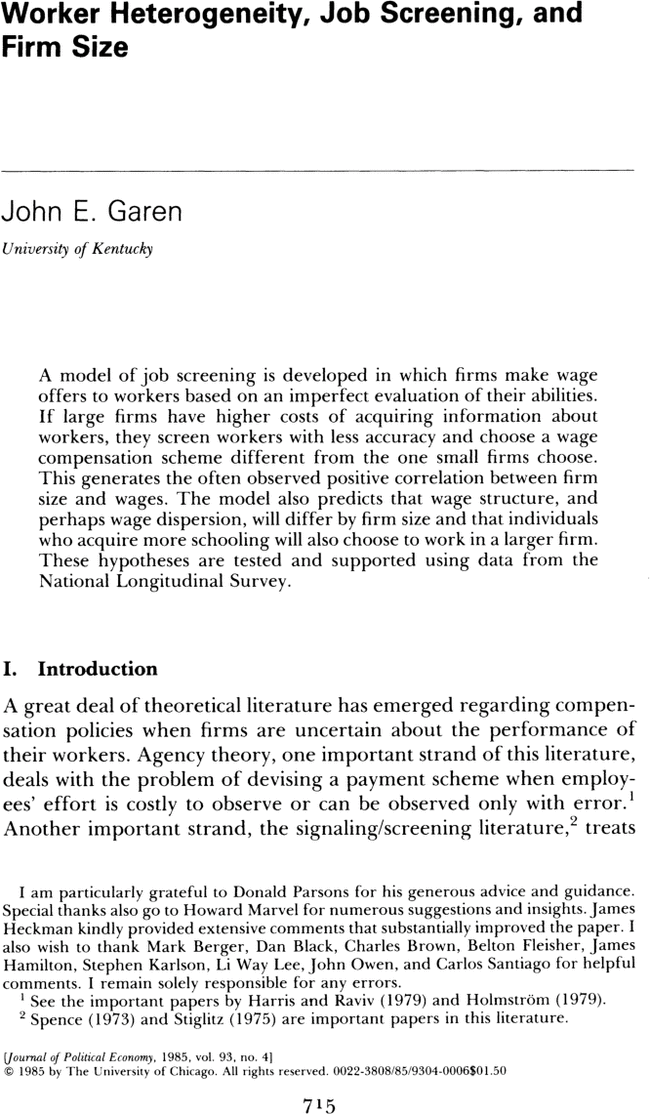 Worker Heterogeneity, Job Screening, and
Firm Size
John E. Garen
University of Kentucky
A model of job screening is developed in which firms make wage
offers to workers based on an imperfect evaluation of their abilities.
If large firms have higher costs of acquiring information about
workers, they screen workers with less accuracy and choose a wage
compensation scheme different from the one small firms choose.
This generates the often observed positive correlation between firm
size and wages. The model also predicts that wage structure, and
perhaps wage dispersion, will differ by firm size and that individuals
who acquire more schooling will also choose to work in a larger firm.
These hypotheses are tested and supported using data from the
National Longitudinal Survey.
I. Introduction
A great deal of theoretical literature has emerged regarding compen-
sation policies when firms are uncertain about the performance of
their workers. Agency theory, one important strand of this literature,
deals with the problem of devising a payment scheme when employ-
ees' effort is costly to observe or can be observed only with error.¹
Another important strand, the signaling/screening literature,² treats
I am particularly grateful to Donald Parsons for his generous advice and guidance.
Special thanks also go to Howard Marvel for numerous suggestions and insights. James
Heckman kindly provided extensive comments that substantially improved the paper. I
also wish to thank Mark Berger, Dan Black, Charles Brown, Belton Fleisher, James
Hamilton, Stephen Karlson, Li Way Lee, John Owen, and Carlos Santiago for helpful
comments. I remain solely responsible for any errors.
¹ See the important papers by Harris and Raviv (1979) and Holmström (1979).
² Spence (1973) and Stiglitz (1975) are important papers in this literature.
[Journal of Political Economy, 1985, vol. 93, no. 4]
© 1985 by The University of Chicago. All rights reserved. 0022-3808/85/9304-0006$01.50
715